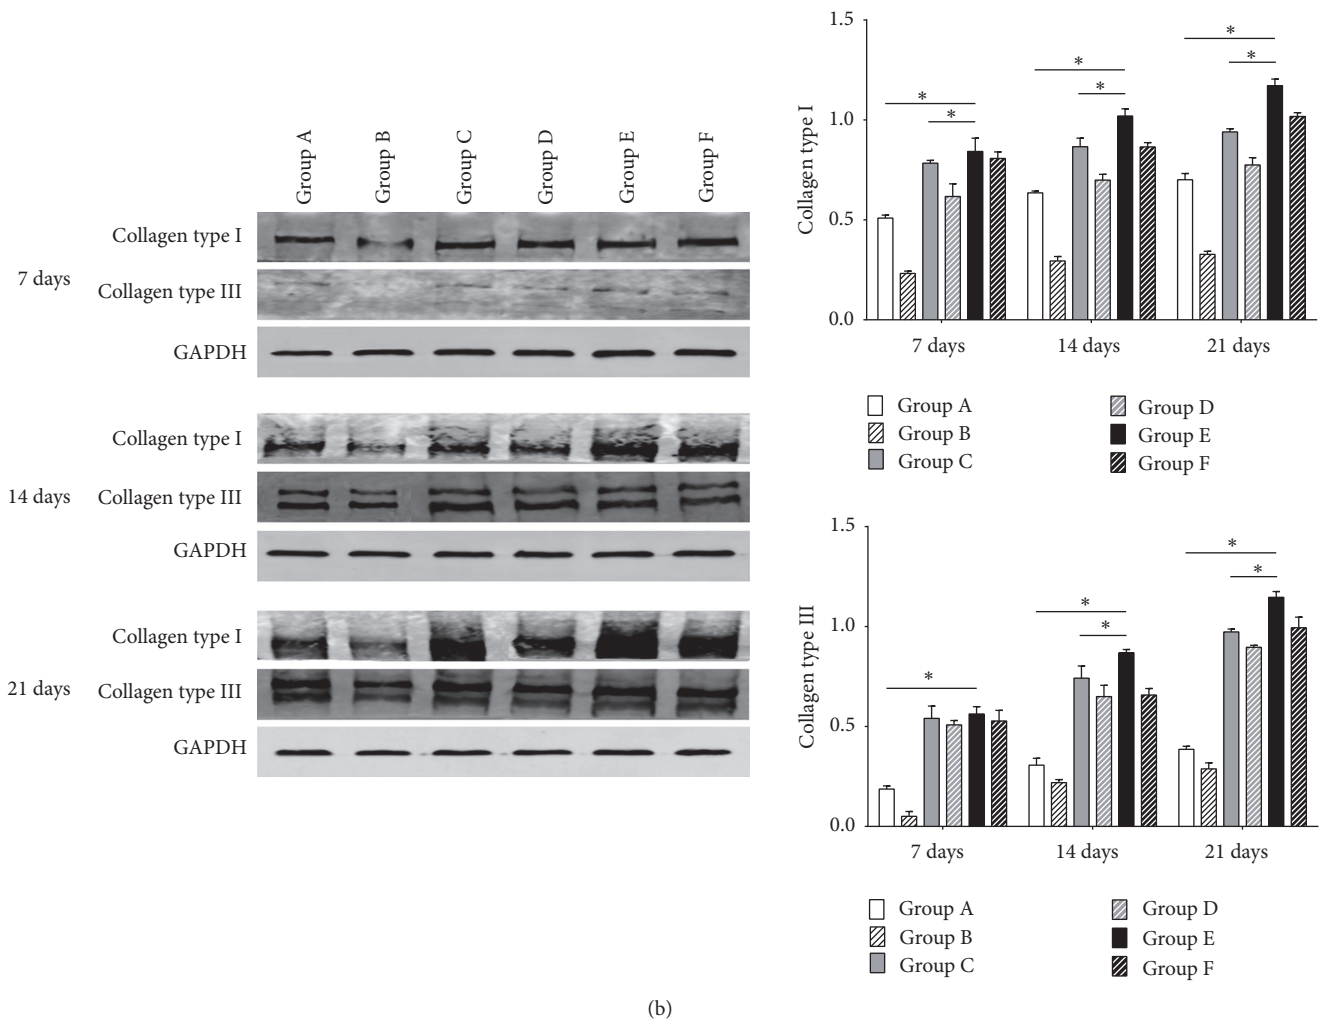 Group A
Group B
Group C
Group D
Group E
Group F
7 days
Collagen type I
Collagen type III
GAPDH
14 days
Collagen type I
Collagen type III
GAPDH
21 days
Collagen type I
Collagen type III
GAPDH
Collagen type I
1.5
1.0
0.5
0.0
* * * * * *
7 days 14 days 21 days
Group A Group D
Group B Group E
Group C Group F
Collagen type III
1.5
1.0
0.5
0.0
* * * * *
7 days 14 days 21 days
Group A Group D
Group B Group E
Group C Group F
(b)